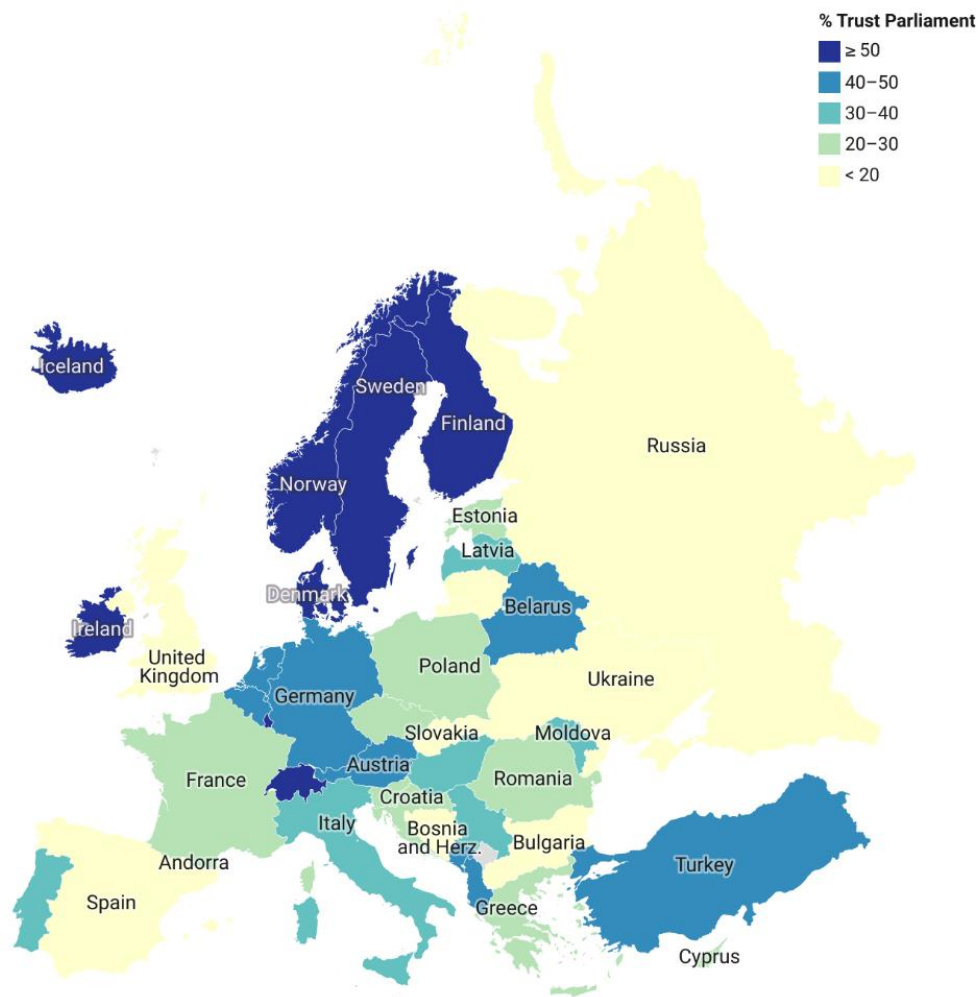 % Trust Parliament
≥ 50
40–50
30–40
20–30
< 20
Iceland
Sweden
Finland
Norway
Russia
Estonia
Latvia
Denmark
Belarus
Ireland
United
Kingdom
Poland
Ukraine
Germany
Slovakia
Moldova
Austria
France
Romania
Croatia
Italy
Bosnia
and Herz.
Bulgaria
Andorra
Turkey
Spain
Greece
Cyprus